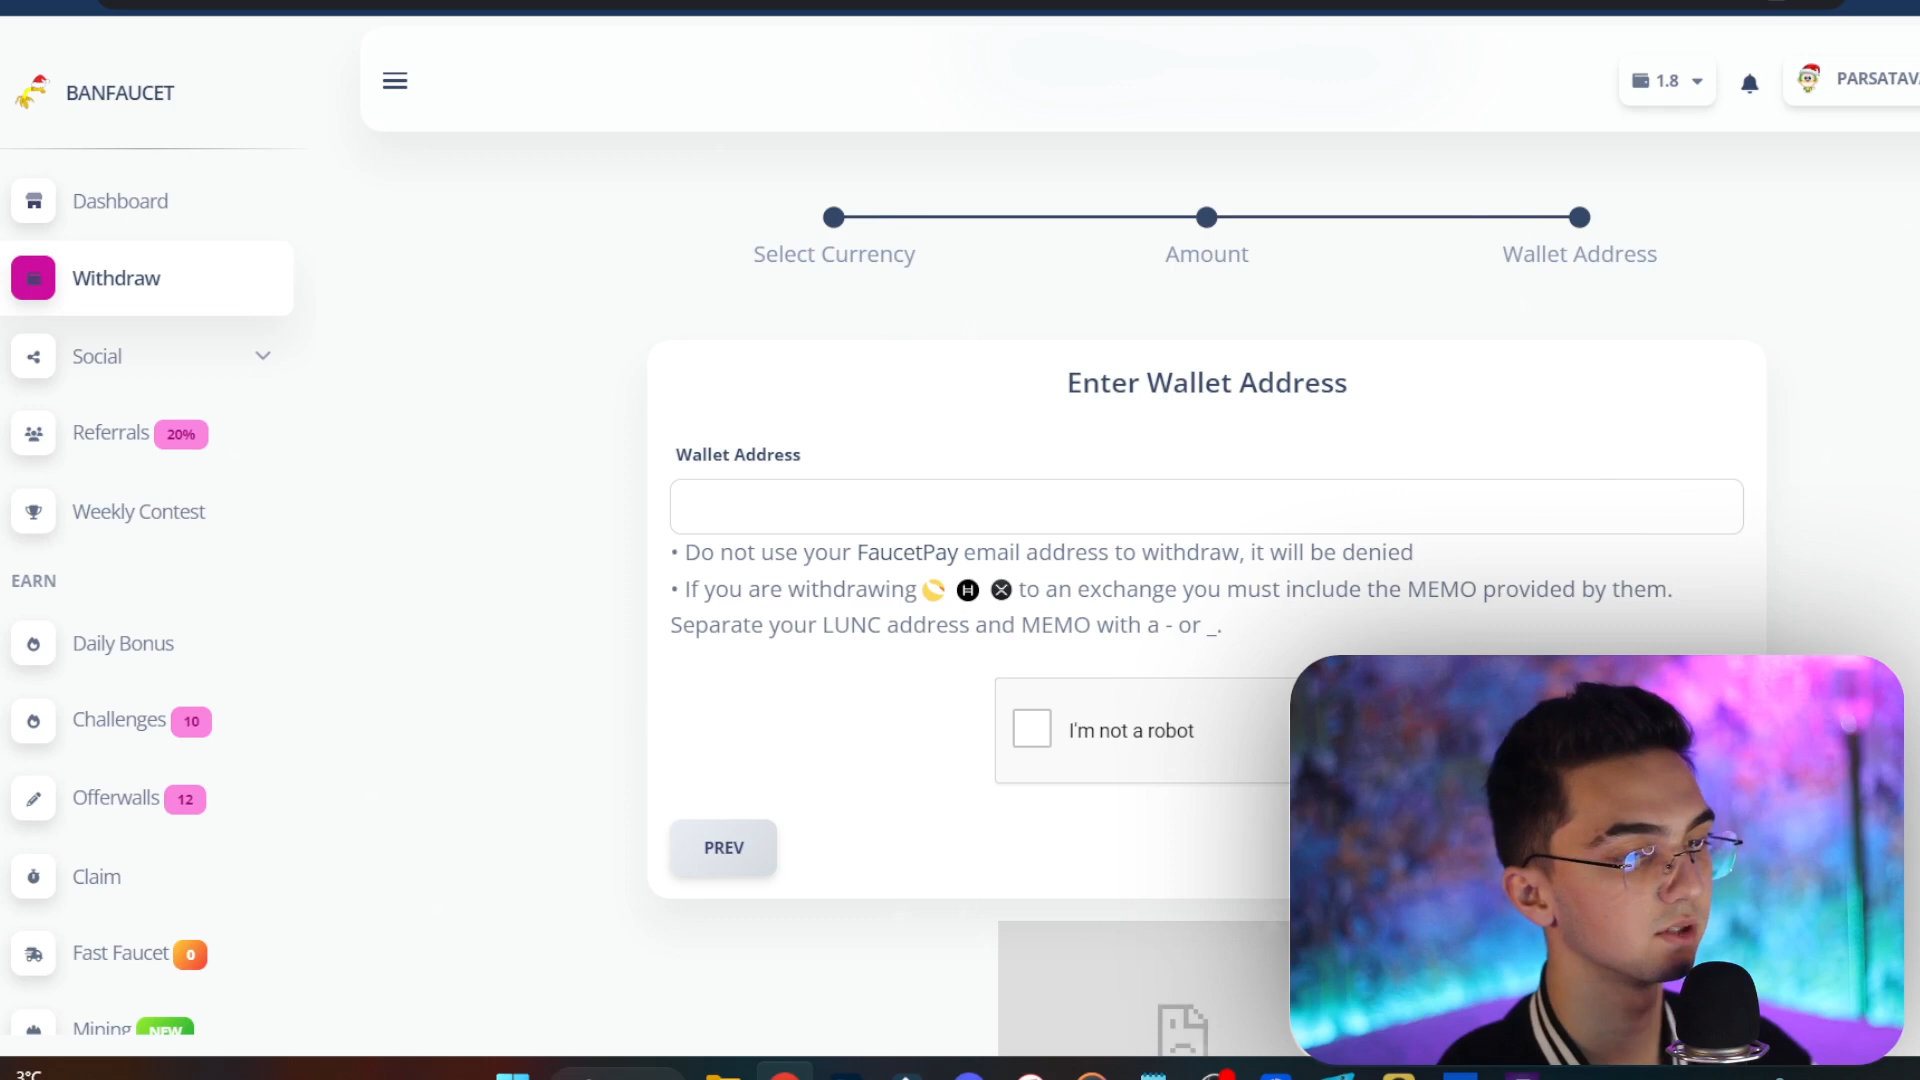 BANFAUCET
1.8
PARSATAVA
Dashboard
Withdraw
Social
Referrals 20%
Weekly Contest
EARN
Daily Bonus
Challenges 10
Offerwalls 12
Claim
Fast Faucet 0
Mining NEW
Select Currency
Amount
Wallet Address
Enter Wallet Address
Wallet Address
• Do not use your FaucetPay email address to withdraw, it will be denied
• If you are withdrawing to an exchange you must include the MEMO provided by them.
Separate your LUNC address and MEMO with a - or _.
I'm not a robot
PREV
3°C